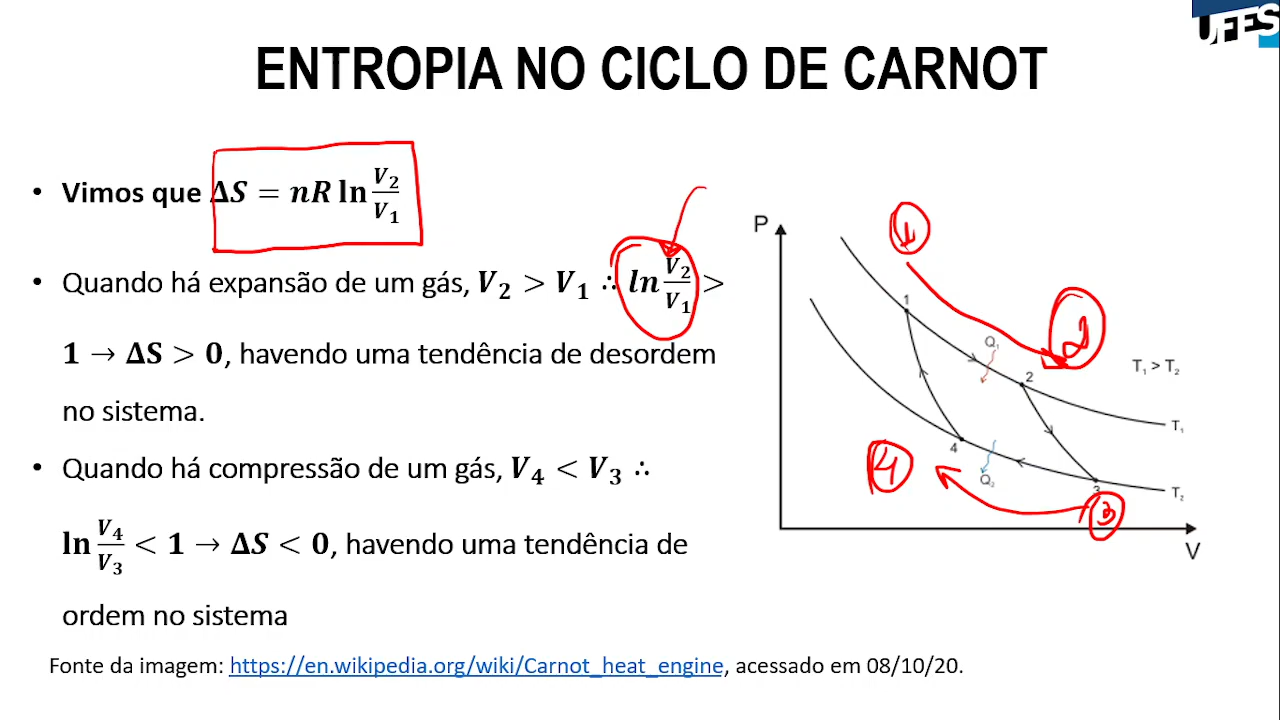 UFES
ENTROPIA NO CICLO DE CARNOT
• Vimos que ΔS = nR ln V₂/V₁
• Quando há expansão de um gás, V₂ > V₁ ∴ ln V₂/V₁ >
1 → ΔS > 0, havendo uma tendência de desordem
no sistema.
• Quando há compressão de um gás, V₄ < V₃ ∴
ln V₄/V₃ < 1 → ΔS < 0, havendo uma tendência de
ordem no sistema
Fonte da imagem: https://en.wikipedia.org/wiki/Carnot_heat_engine, acessado em 08/10/20.
P
1
2
1
Q₁
2
T₁ > T₂
T₁
4
4
Q₂
3
T₂
3
V